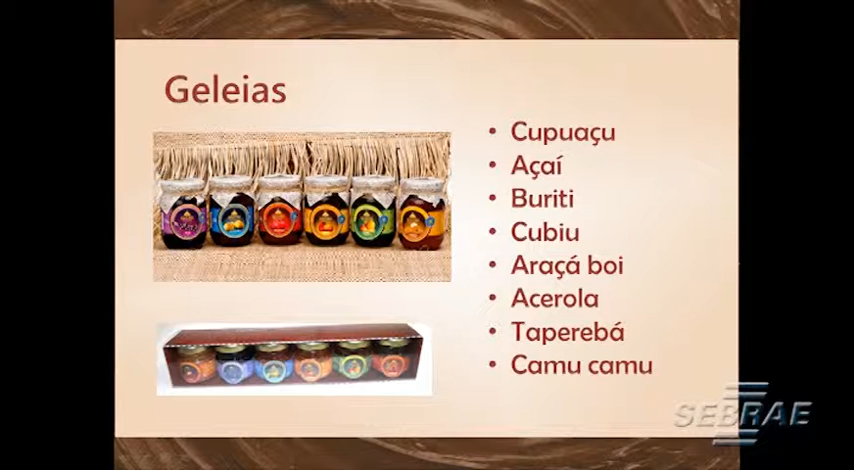 Geleias
• Cupuaçu
• Açaí
• Buriti
• Cubiu
• Araçá boi
• Acerola
• Taperebá
• Camu camu
SEBRAE